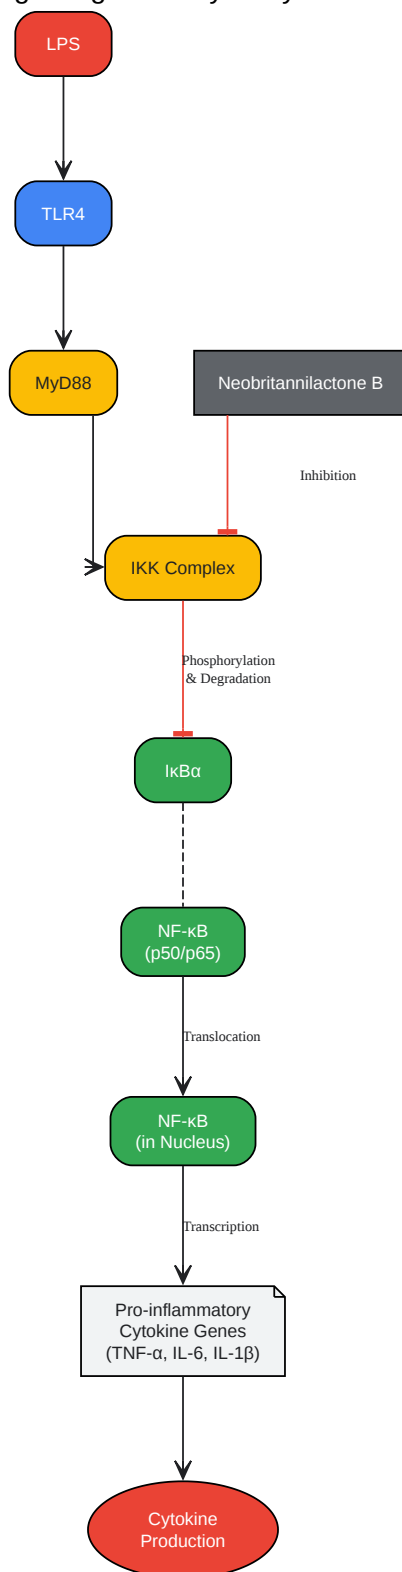 LPS
TLR4
MyD88
Neobritannilactone B
Inhibition
IKK Complex
Phosphorylation
& Degradation
IκBα
NF-κB
(p50/p65)
Translocation
NF-κB
(in Nucleus)
Transcription
Pro-inflammatory
Cytokine Genes
(TNF-α, IL-6, IL-1β)
Cytokine
Production